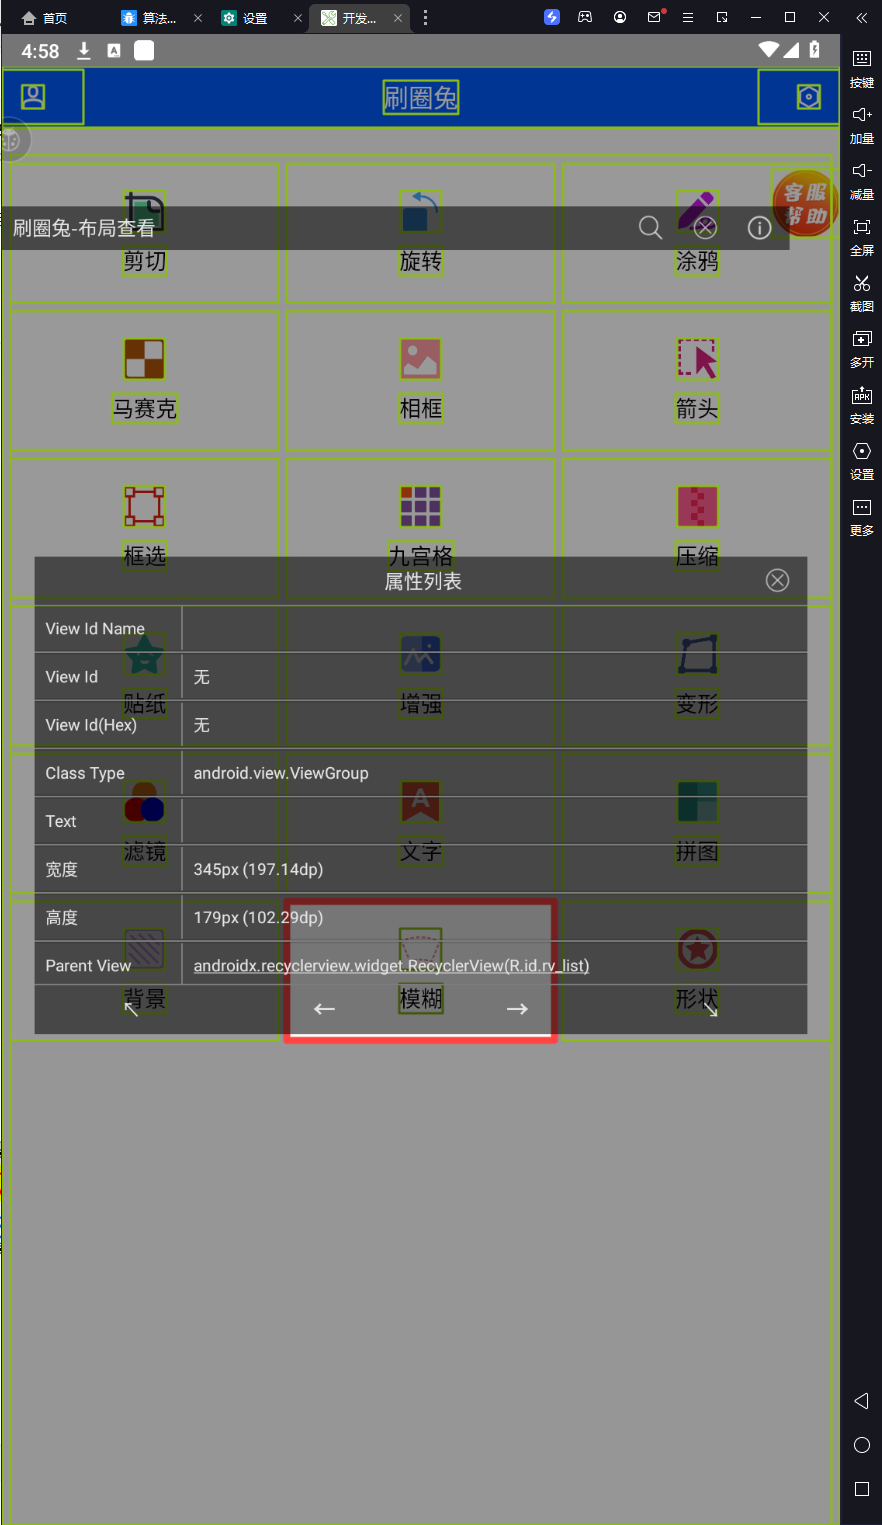 首页 算法... 设置 开发...
4:58
刷圈兔
按键
加量
减量
全屏
截图
多开
安装
设置
更多
客服
帮助
刷圈兔-布局查看
剪切 旋转 涂鸦
马赛克 相框 箭头
框选 九宫格 压缩
属性列表
View Id Name
View Id 无
贴纸 增强 变形
View Id(Hex) 无
Class Type android.view.ViewGroup
Text
滤镜 文字 拼图
宽度 345px (197.14dp)
高度 179px (102.29dp)
Parent View androidx.recyclerview.widget.RecyclerView(R.id.rv_list)
背景 模糊 形状